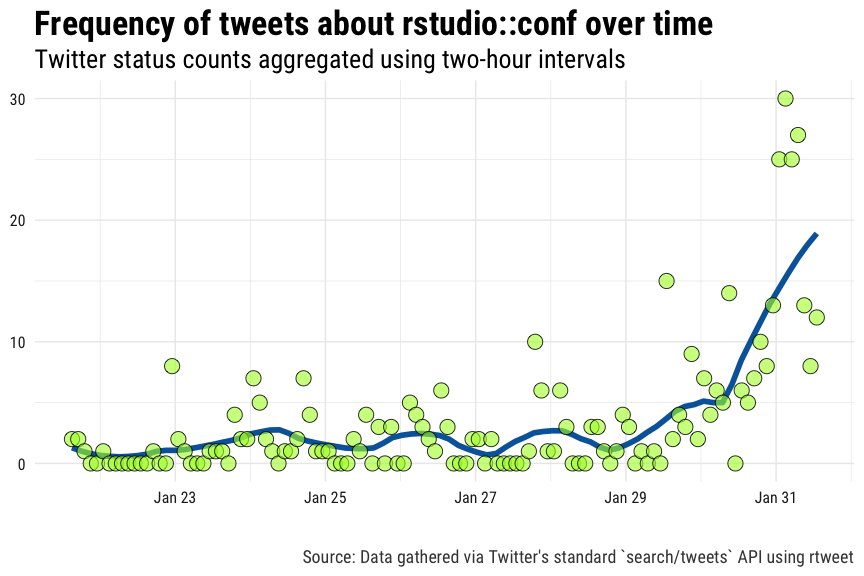 Frequency of tweets about rstudio::conf over time
Twitter status counts aggregated using two-hour intervals
30
20
10
0
Jan 23 Jan 25 Jan 27 Jan 29 Jan 31
Source: Data gathered via Twitter's standard `search/tweets` API using rtweet